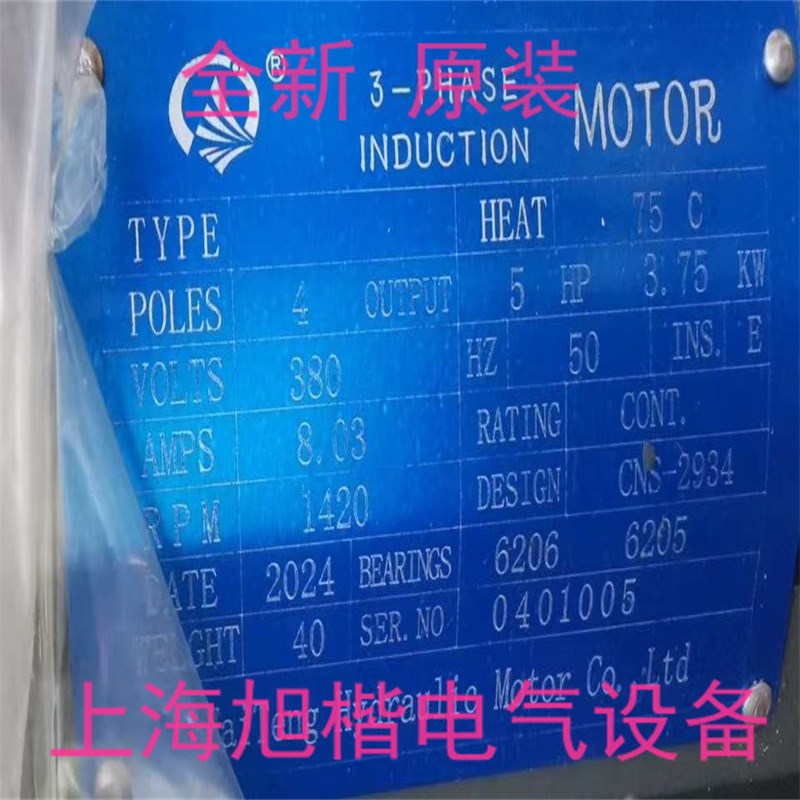 全新 原装
®
3-PHASE INDUCTION MOTOR
TYPE HEAT 75 C
POLES 4 OUTPUT 5 HP 3.75 KW
VOLTS 380 HZ 50 INS. E
AMPS 8.03 RATING CONT.
RPM 1420 DESIGN CNS-2934
DATE 2024 BEARINGS 6206 6205
40 SER.NO 0401005
Hydraulic Motor Co.,Ltd
上海旭楷电气设备